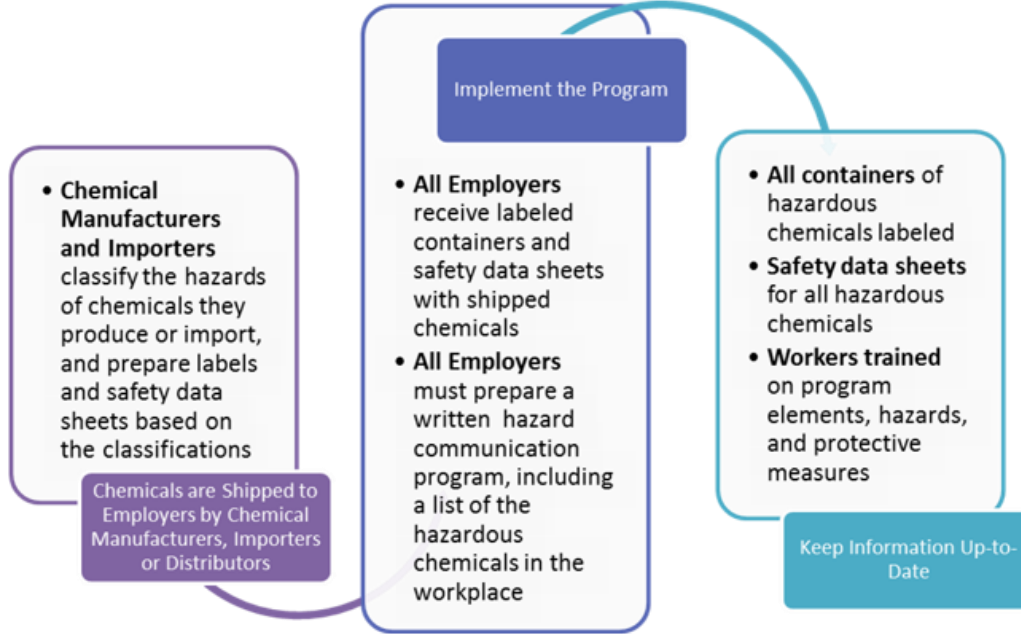 • Chemical
Manufacturers
and Importers
classify the hazards
of chemicals they
produce or import,
and prepare labels
and safety data
sheets based on
the classifications
Chemicals are Shipped to
Employers by Chemical
Manufacturers, Importers
or Distributors
Implement the Program
• All Employers
receive labeled
containers and
safety data sheets
with shipped
chemicals
• All Employers
must prepare a
written hazard
communication
program, including
a list of the
hazardous
chemicals in the
workplace
• All containers of
hazardous
chemicals labeled
• Safety data sheets
for all hazardous
chemicals
• Workers trained
on program
elements, hazards,
and protective
measures
Keep Information Up-to-
Date